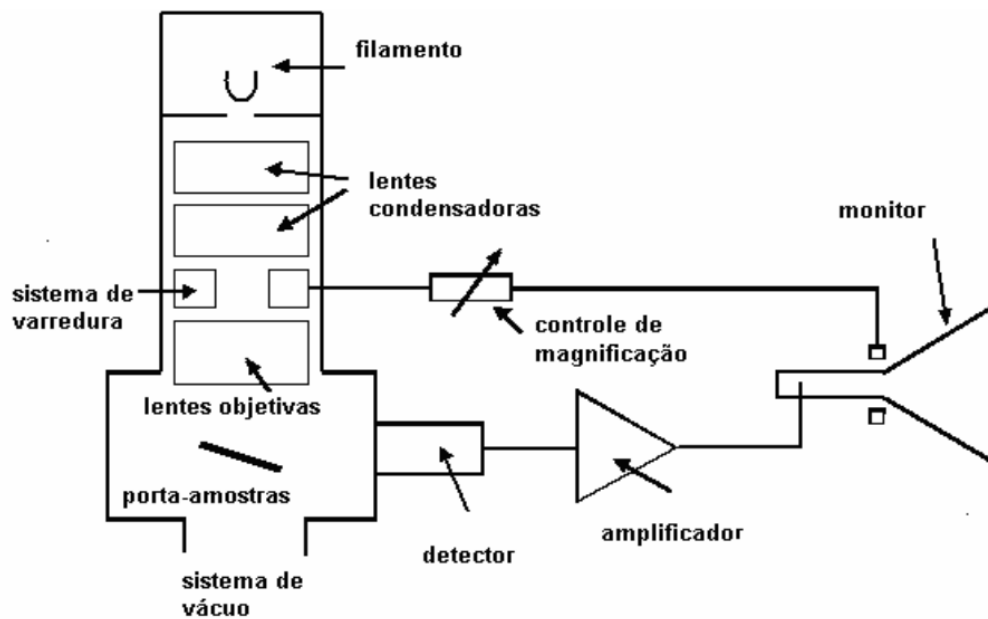 filamento
lentes
condensadoras
monitor
sistema de
varredura
controle de
magnificação
lentes objetivas
porta-amostras
amplificador
detector
sistema de
vácuo